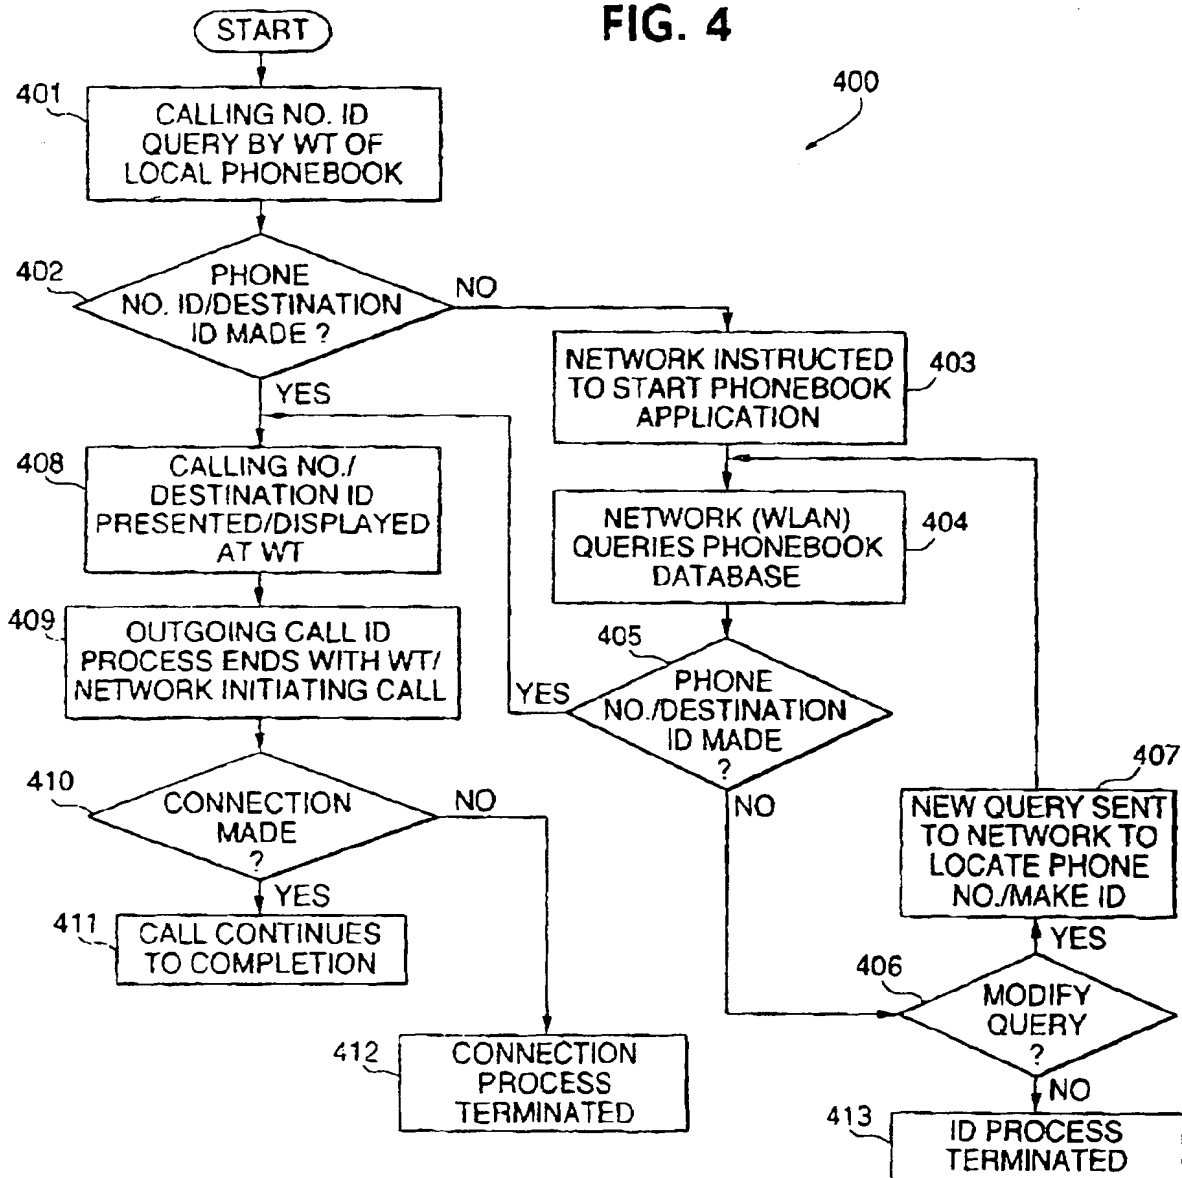 FIG. 4
START
400
401
CALLING NO. ID
QUERY BY WT OF
LOCAL PHONEBOOK
402
PHONE
NO. ID/DESTINATION
ID MADE ?
NO
YES
NETWORK INSTRUCTED
TO START PHONEBOOK
APPLICATION
403
408
CALLING NO./
DESTINATION ID
PRESENTED/DISPLAYED
AT WT
NETWORK (WLAN)
QUERIES PHONEBOOK
DATABASE
404
409
OUTGOING CALL ID
PROCESS ENDS WITH WT/
NETWORK INITIATING CALL
405
PHONE
NO./DESTINATION
ID MADE
?
YES
NO
410
CONNECTION
MADE
?
NO
YES
407
NEW QUERY SENT
TO NETWORK TO
LOCATE PHONE
NO./MAKE ID
411
CALL CONTINUES
TO COMPLETION
YES
406
MODIFY
QUERY
?
NO
412
CONNECTION
PROCESS
TERMINATED
413
ID PROCESS
TERMINATED